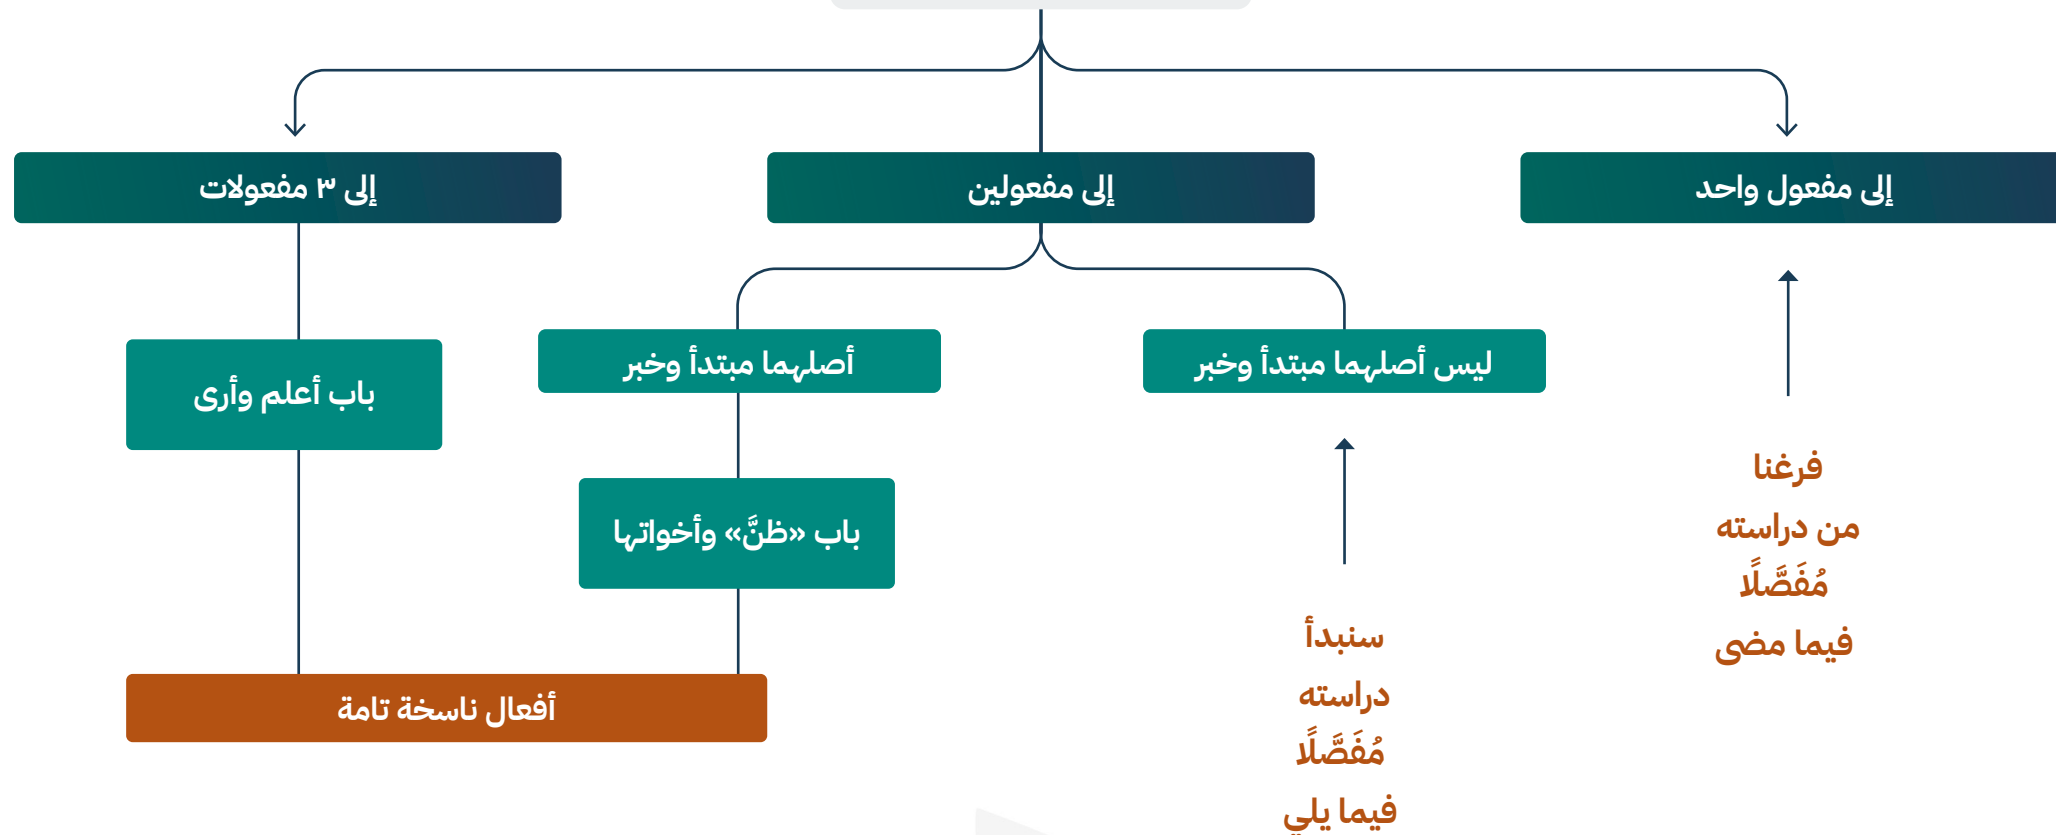 إلى مفعول واحد
إلى مفعولين
إلى ٣ مفعولات
ليس أصلهما مبتدأ وخبر
أصلهما مبتدأ وخبر
باب أعلم وأرى
باب «ظنَّ» وأخواتها
فرغنا
من دراسته
مُفَصَّلًا
فيما مضى
سنبدأ
دراسته
مُفَصَّلًا
فيما يلي
أفعال ناسخة تامة